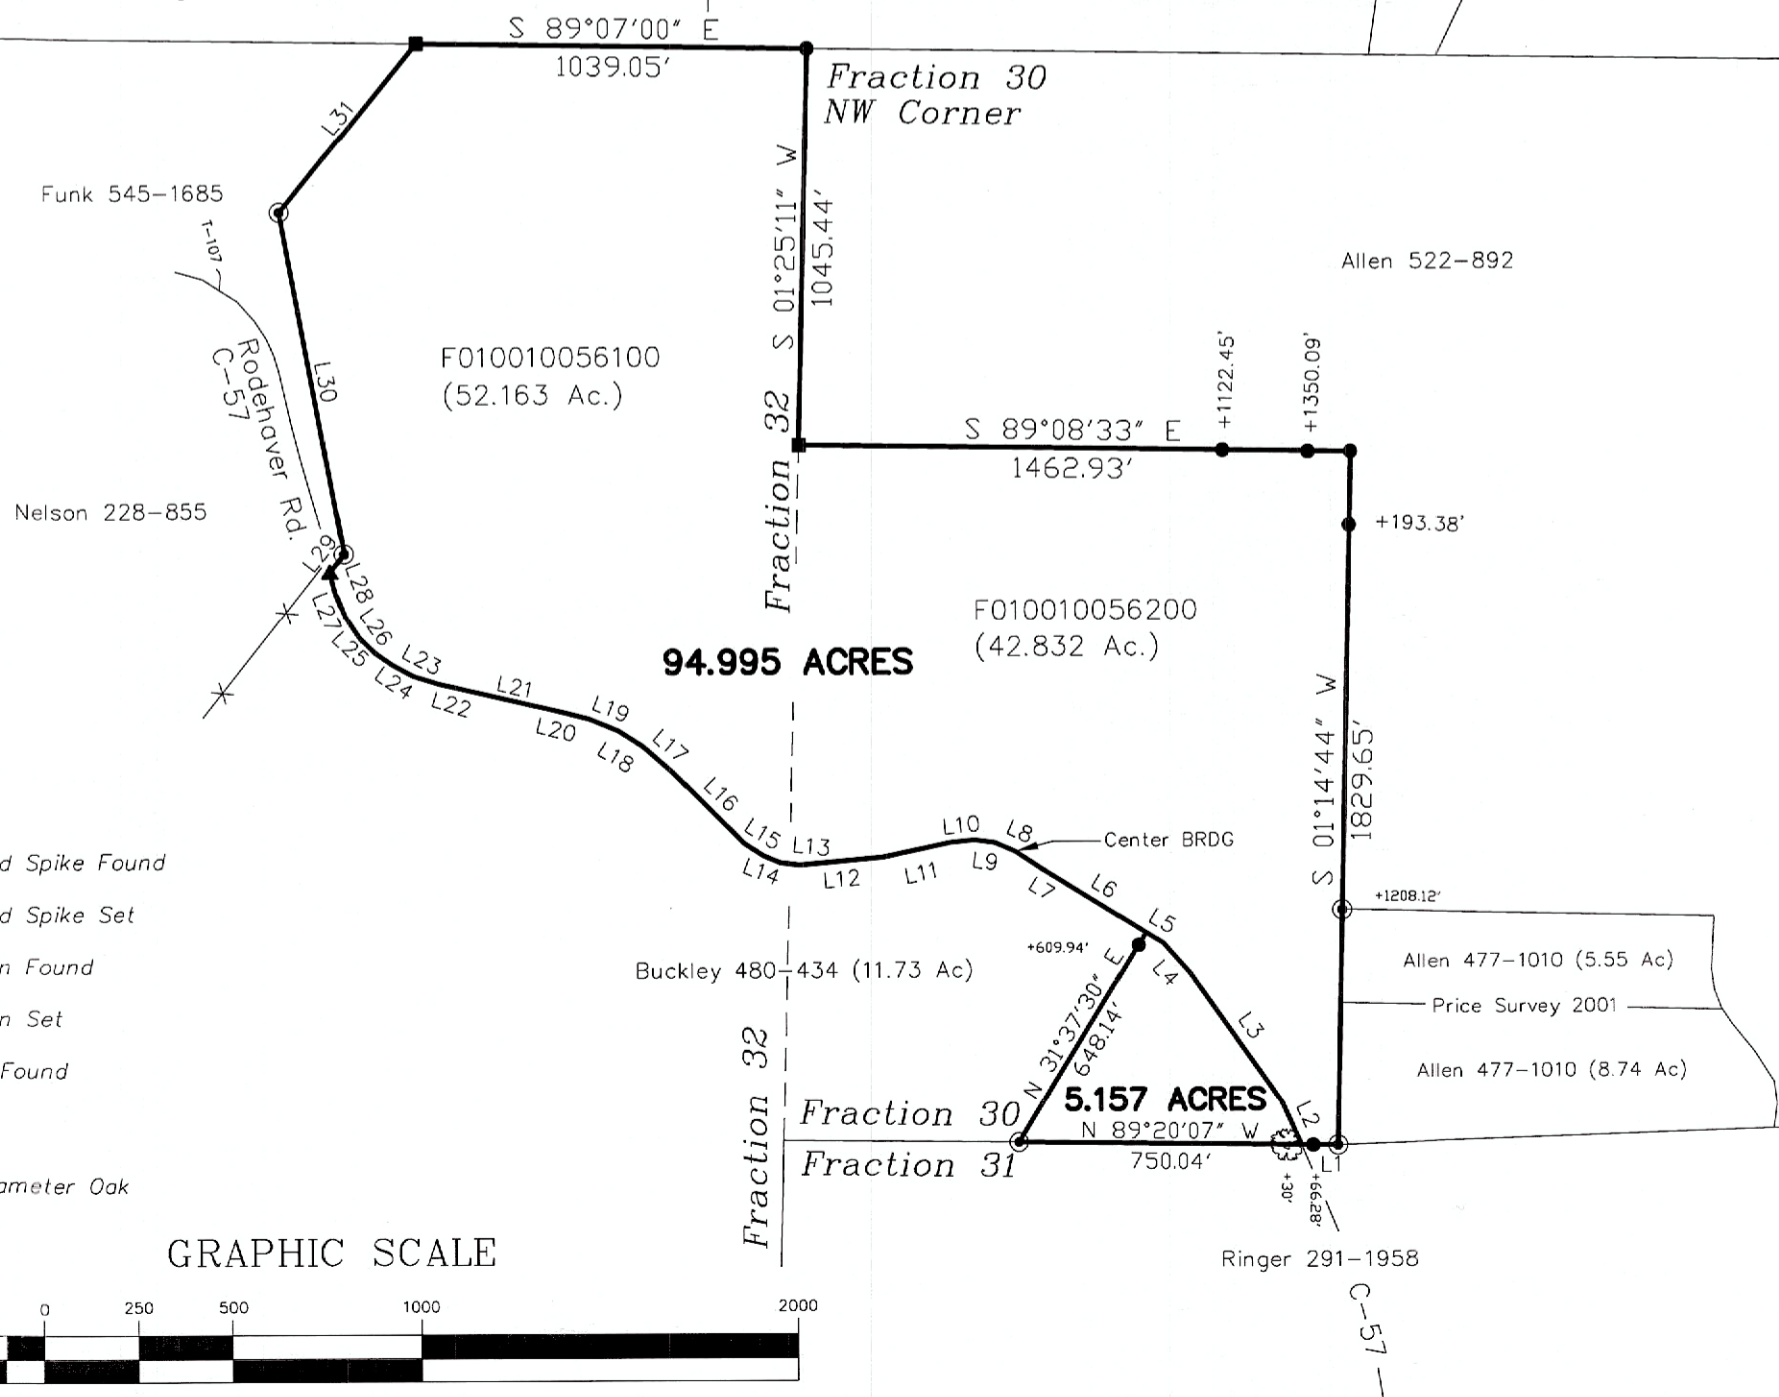 S 89°07'00" E
1039.05'
Fraction 30
NW Corner
L31
Funk 545-1685
T-107
S 01°25'11" W
1045.44'
Allen 522-892
Rodehaver Rd.
C-57
L30
F010010056100
(52.163 Ac.)
Fraction 32
S 89°08'33" E
1462.93'
+1122.45'
+1350.09'
+193.38'
Nelson 228-855
L29
L28
L27
L26
L25
L24
L23
L22
L21
L20
L19
L18
L17
L16
L15
L14
L13
L12
L11
L10
L9
L8
L7
L6
L5
L4
L3
L2
L1
F010010056200
(42.832 Ac.)
94.995 ACRES
S 01°14'44" W
1829.65'
Center BRDG
+1208.12'
+609.94'
Buckley 480-434 (11.73 Ac)
Allen 477-1010 (5.55 Ac)
Price Survey 2001
Allen 477-1010 (8.74 Ac)
N 31°37'30" E
648.14'
5.157 ACRES
Fraction 32
Fraction 30
Fraction 31
N 89°20'07" W
750.04'
+30'
+66.28'
Ringer 291-1958
C-57
d Spike Found
d Spike Set
n Found
n Set
Found
ameter Oak
GRAPHIC SCALE
0 250 500 1000 2000